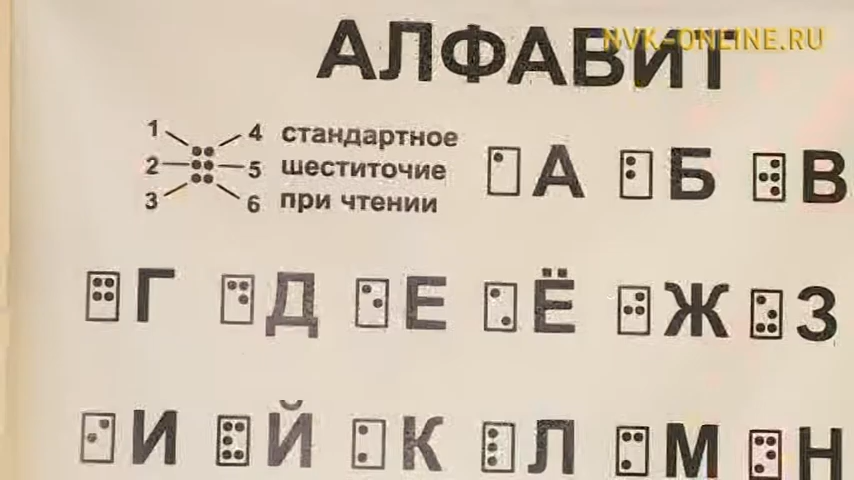 NVK-ONLINE.RU
АЛФАВИТ
1 4 стандартное
2 5 шеститочие
3 6 при чтении
А Б В
Г Д Е Ё Ж З
И Й К Л М Н